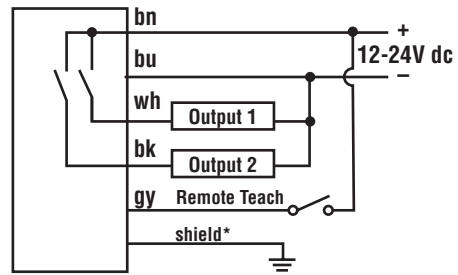 bn
+
12-24V dc
bu
–
wh
Output 1
bk
Output 2
gy
Remote Teach
shield*